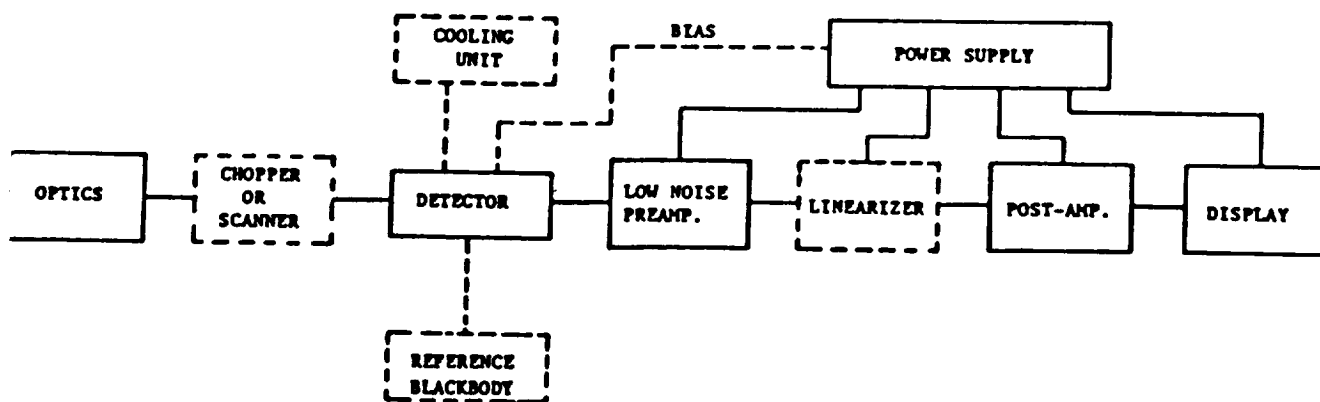 COOLING
UNIT
BIAS
POWER SUPPLY
OPTICS
CHOPPER
OR
SCANNER
DETECTOR
LOW NOISE
PREAMP.
LINEARIZER
POST-AMP.
DISPLAY
REFERENCE
BLACKBODY